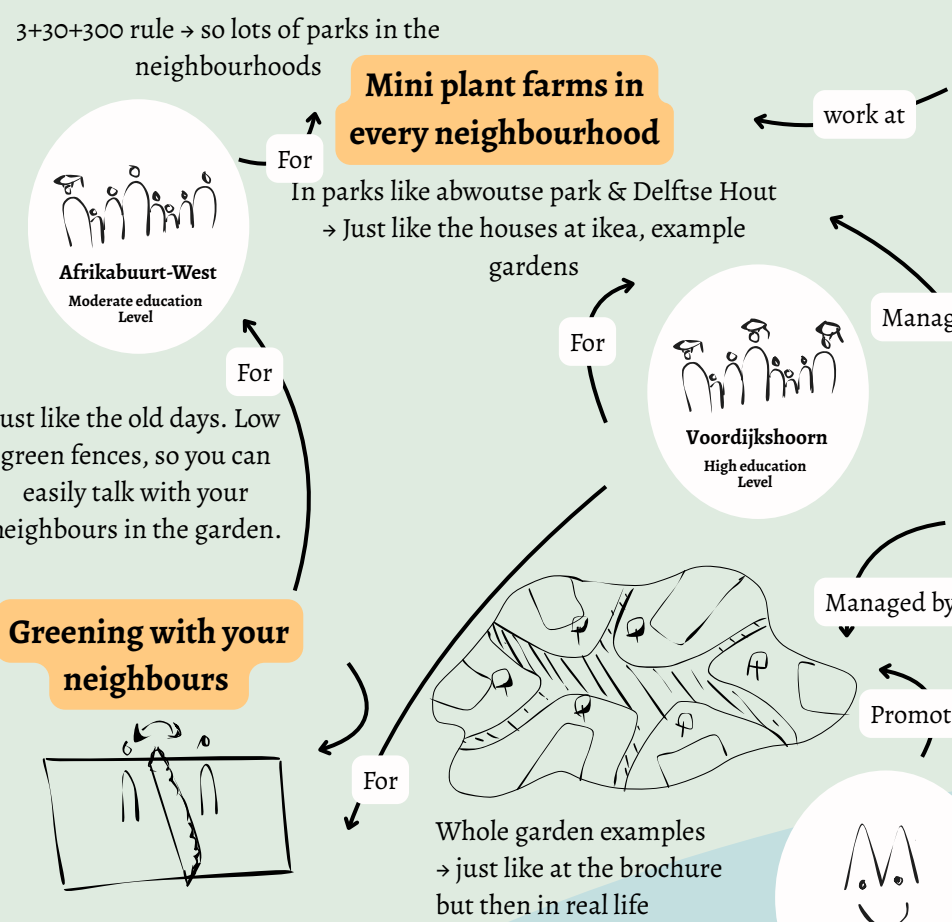 3+30+300 rule → so lots of parks in the
neighbourhoods
Mini plant farms in
every neighbourhood
work at
For
In parks like abwoutse park & Delftse Hout
→ Just like the houses at ikea, example
gardens
Afrikabuurt-West
Moderate education
Level
Manag
For
For
Voordijkshoorn
High education
Level
ust like the old days. Low
green fences, so you can
easily talk with your
neighbours in the garden.
Managed by
Greening with your
neighbours
Promot
For
Whole garden examples
→ just like at the brochure
but then in real life